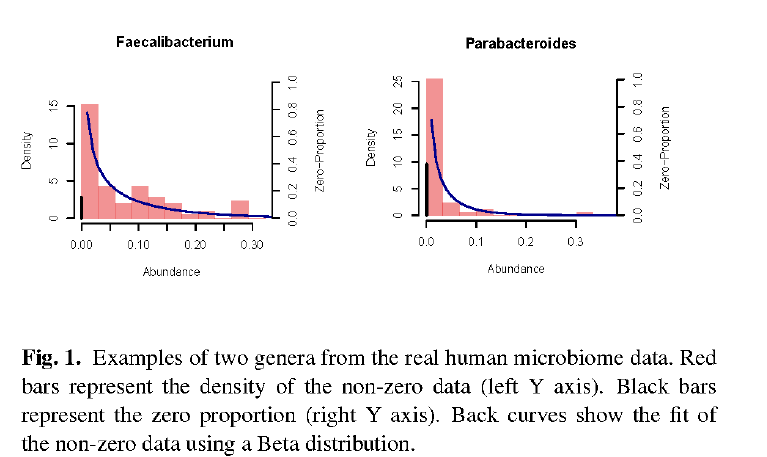 Faecalibacterium
Parabacteroides
Density
0 5 10 15
0.00 0.10 0.20 0.30
Abundance
0.0 0.2 0.4 0.6 0.8 1.0
Zero-Proportion
Density
0 5 10 15 20 25
0.0 0.1 0.2 0.3
Abundance
0.0 0.2 0.4 0.6 0.8 1.0
Zero-Proportion
Fig. 1. Examples of two genera from the real human microbiome data. Red
bars represent the density of the non-zero data (left Y axis). Black bars
represent the zero proportion (right Y axis). Back curves show the fit of
the non-zero data using a Beta distribution.